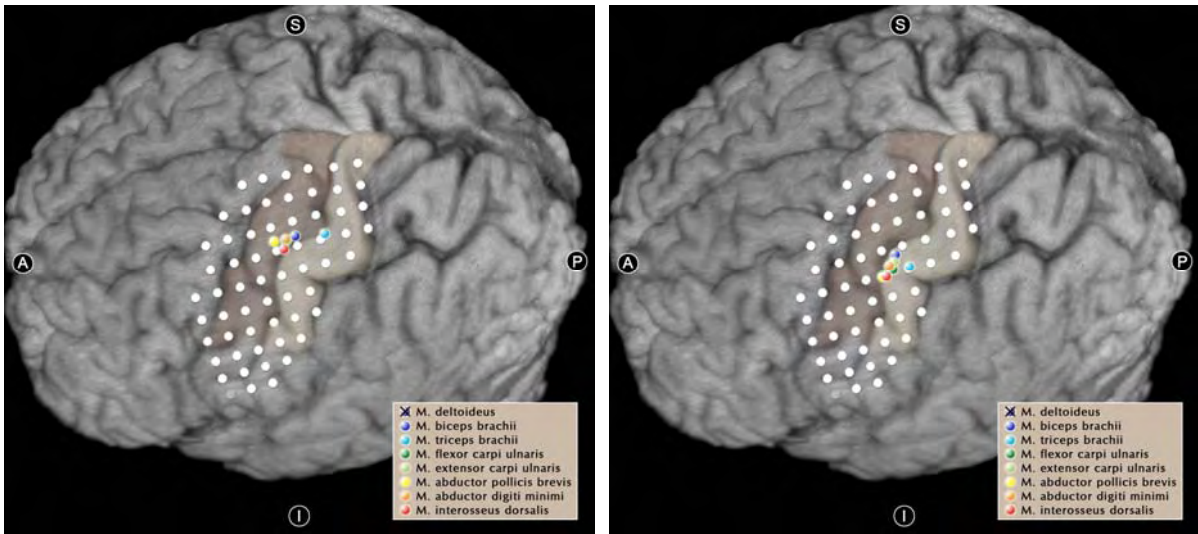 S
A
P
I
M. deltoideus
M. biceps brachii
M. triceps brachii
M. flexor carpi ulnaris
M. extensor carpi ulnaris
M. abductor pollicis brevis
M. abductor digiti minimi
M. interosseus dorsalis
S
A
P
I
M. deltoideus
M. biceps brachii
M. triceps brachii
M. flexor carpi ulnaris
M. extensor carpi ulnaris
M. abductor pollicis brevis
M. abductor digiti minimi
M. interosseus dorsalis